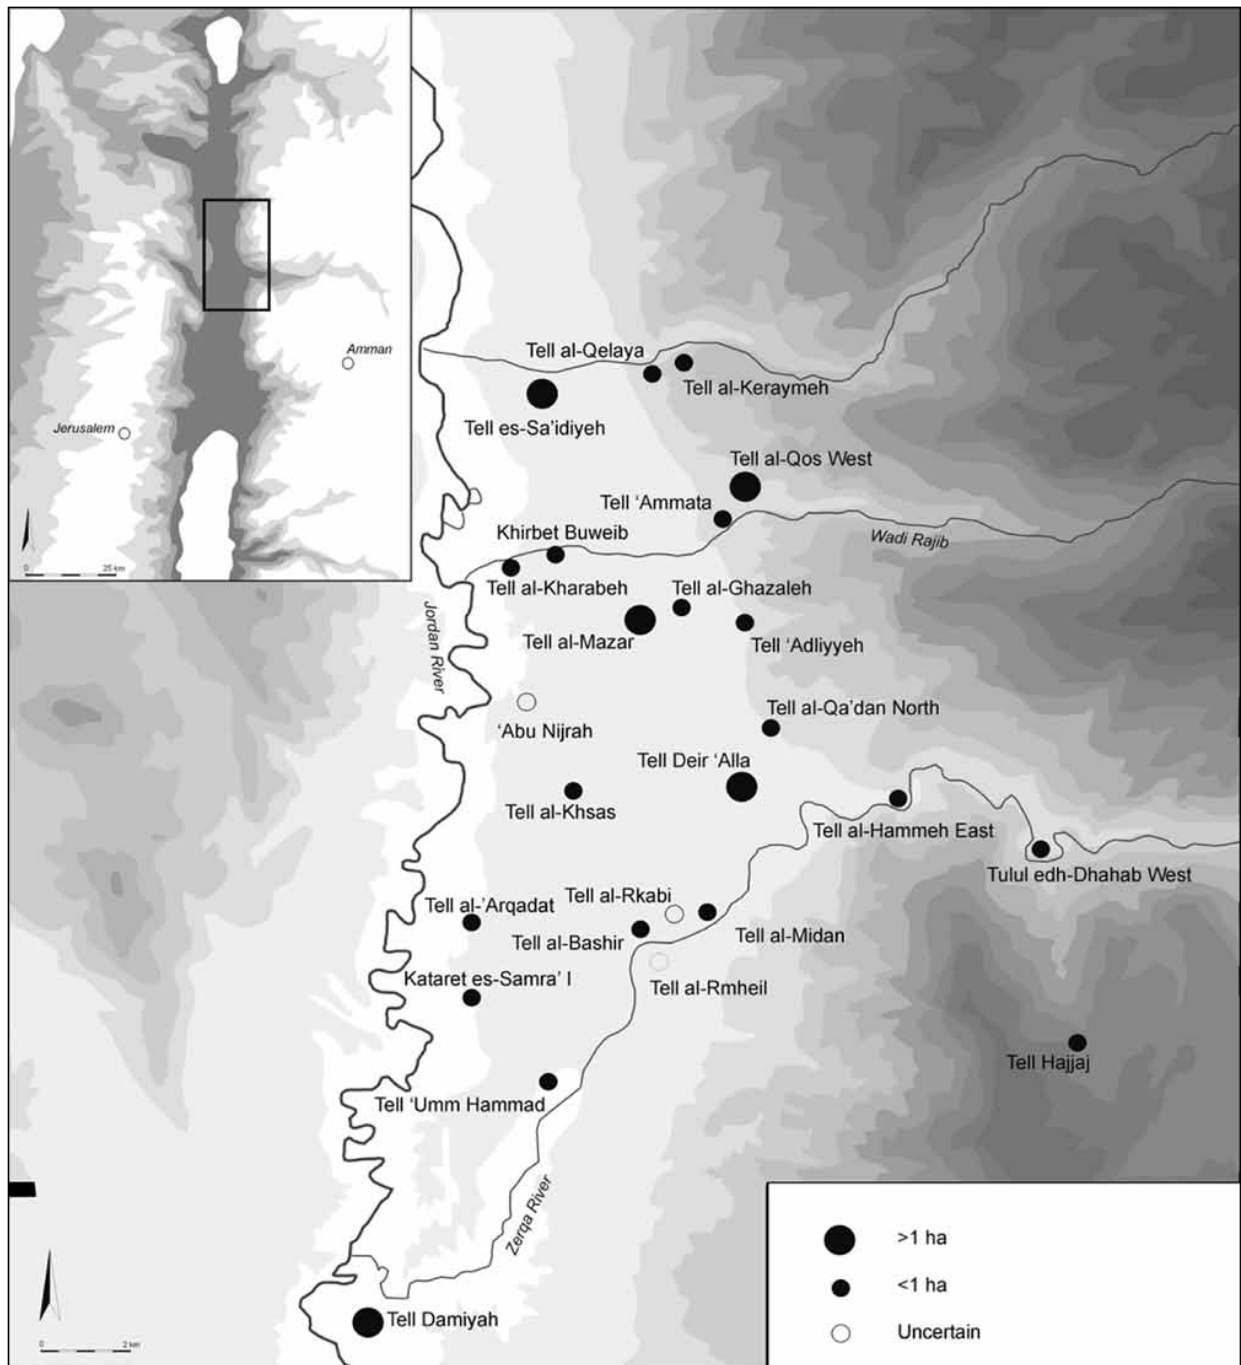 Amman
Jerusalem
0 25 km
Tell al-Qelaya
Tell al-Keraymeh
Tell es-Sa'idiyeh
Tell al-Qos West
Tell ‘Ammata
Wadi Rajib
Khirbet Buweib
Tell al-Kharabeh
Tell al-Ghazaleh
Jordan River
Tell al-Mazar
Tell ‘Adliyyeh
‘Abu Nijrah
Tell al-Qa'dan North
Tell Deir ‘Alla
Tell al-Khsas
Tell al-Hammeh East
Tulul edh-Dhahab West
Tell al-Rkabi
Tell al-'Arqadat
Tell al-Bashir
Tell al-Midan
Kataret es-Samra' I
Tell al-Rmheil
Tell Hajjaj
Tell ‘Umm Hammad
Zerqa River
Tell Damiyah
0 2 km
>1 ha
<1 ha
Uncertain